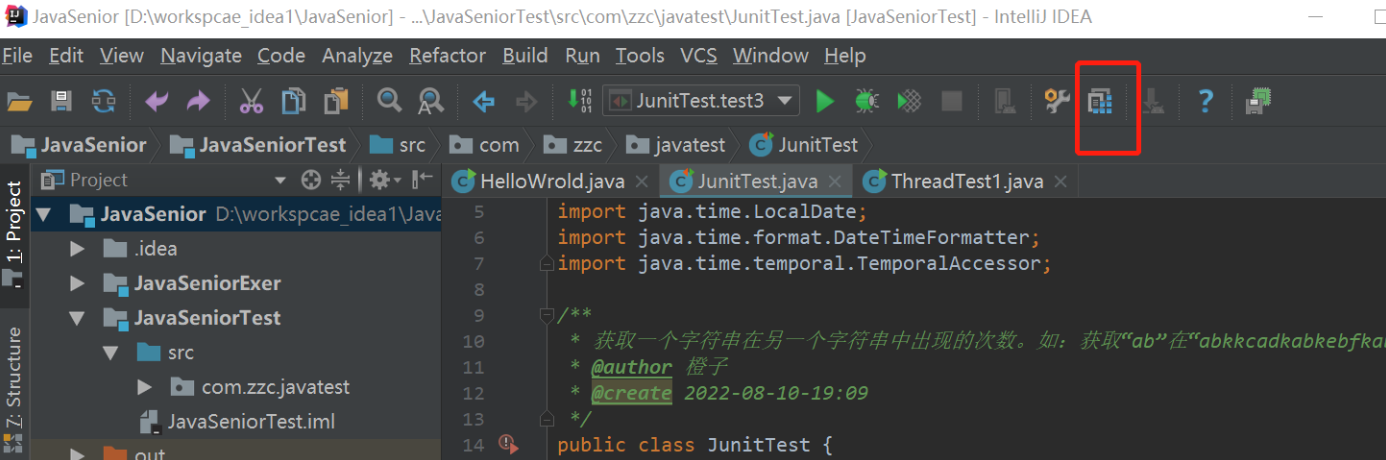 JavaSenior [D:\workspcae_idea1\JavaSenior] - ...\JavaSeniorTest\src\com\zzc\javatest\JunitTest.java [JavaSeniorTest] - IntelliJ IDEA
File Edit View Navigate Code Analyze Refactor Build Run Tools VCS Window Help
JunitTest.test3
JavaSenior JavaSeniorTest src com zzc javatest JunitTest
1: Project
7: Structure
Project
JavaSenior D:\workspcae_idea1\Java
.idea
JavaSeniorExer
JavaSeniorTest
src
com.zzc.javatest
JavaSeniorTest.iml
out
HelloWrold.java JunitTest.java ThreadTest1.java
5 import java.time.LocalDate;
6 import java.time.format.DateTimeFormatter;
7 import java.time.temporal.TemporalAccessor;
8
9 /**
10 * 获取一个字符串在另一个字符串中出现的次数。如：获取“ab”在“abkkcadkabkebfkab
11 * @author 橙子
12 * @create 2022-08-10-19:09
13 */
14 public class JunitTest {